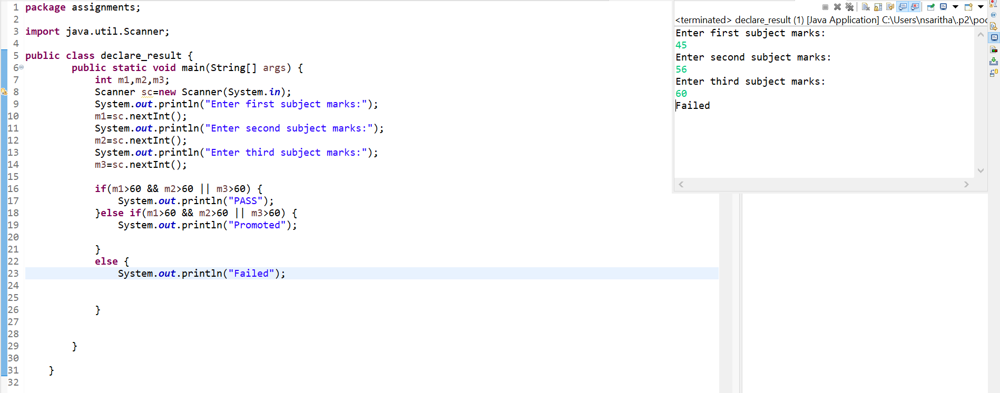 1 package assignments;
2
3 import java.util.Scanner;
4
5 public class declare_result {
6 public static void main(String[] args) {
7 int m1,m2,m3;
8 Scanner sc=new Scanner(System.in);
9 System.out.println("Enter first subject marks:");
10 m1=sc.nextInt();
11 System.out.println("Enter second subject marks:");
12 m2=sc.nextInt();
13 System.out.println("Enter third subject marks:");
14 m3=sc.nextInt();
15
16 if(m1>60 && m2>60 || m3>60) {
17 System.out.println("PASS");
18 }else if(m1>60 && m2>60 || m3>60) {
19 System.out.println("Promoted");
20
21 }
22 else {
23 System.out.println("Failed");
24
25
26 }
27
28
29 }
30
31 }
32
<terminated> declare_result (1) [Java Application] C:\Users\nsaritha\.p2\poo
Enter first subject marks:
45
Enter second subject marks:
56
Enter third subject marks:
60
Failed